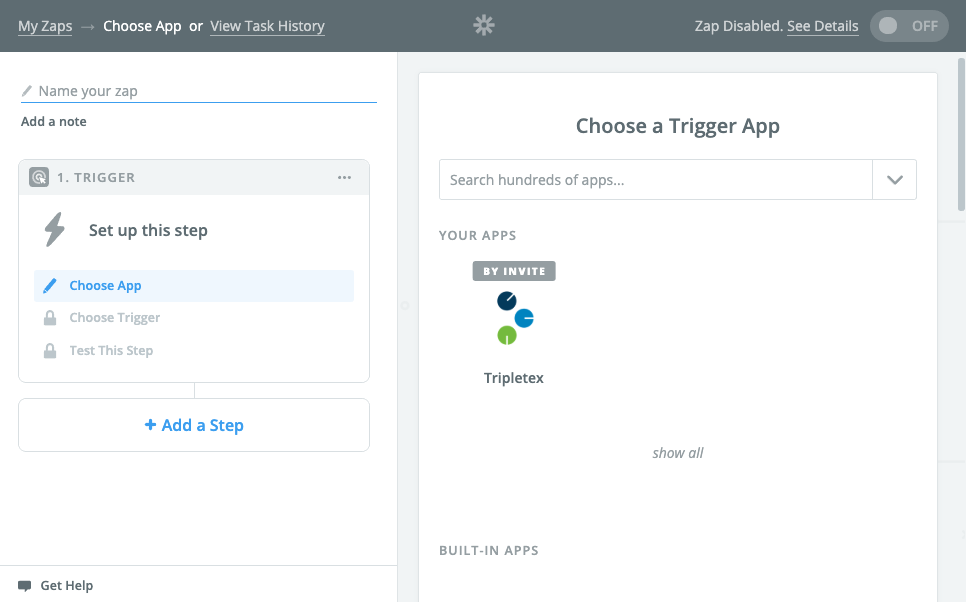 My Zaps → Choose App or View Task History
Zap Disabled. See Details
OFF
Name your zap
Add a note
1. TRIGGER
Set up this step
Choose App
Choose Trigger
Test This Step
+ Add a Step
Get Help
Choose a Trigger App
Search hundreds of apps...
YOUR APPS
BY INVITE
Tripletex
show all
BUILT-IN APPS